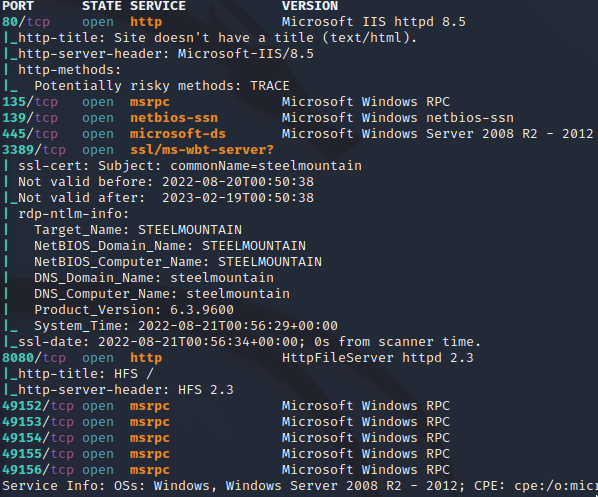 PORT      STATE SERVICE         VERSION
80/tcp    open  http            Microsoft IIS httpd 8.5
|_http-title: Site doesn't have a title (text/html).
|_http-server-header: Microsoft-IIS/8.5
| http-methods:
|_  Potentially risky methods: TRACE
135/tcp   open  msrpc           Microsoft Windows RPC
139/tcp   open  netbios-ssn     Microsoft Windows netbios-ssn
445/tcp   open  microsoft-ds    Microsoft Windows Server 2008 R2 - 2012
3389/tcp  open  ssl/ms-wbt-server?
| ssl-cert: Subject: commonName=steelmountain
| Not valid before: 2022-08-20T00:50:38
|_Not valid after:  2023-02-19T00:50:38
| rdp-ntlm-info:
|   Target_Name: STEELMOUNTAIN
|   NetBIOS_Domain_Name: STEELMOUNTAIN
|   NetBIOS_Computer_Name: STEELMOUNTAIN
|   DNS_Domain_Name: steelmountain
|   DNS_Computer_Name: steelmountain
|   Product_Version: 6.3.9600
|_  System_Time: 2022-08-21T00:56:29+00:00
|_ssl-date: 2022-08-21T00:56:34+00:00; 0s from scanner time.
8080/tcp  open  http            HttpFileServer httpd 2.3
|_http-title: HFS /
|_http-server-header: HFS 2.3
49152/tcp open  msrpc           Microsoft Windows RPC
49153/tcp open  msrpc           Microsoft Windows RPC
49154/tcp open  msrpc           Microsoft Windows RPC
49155/tcp open  msrpc           Microsoft Windows RPC
49156/tcp open  msrpc           Microsoft Windows RPC
Service Info: OSs: Windows, Windows Server 2008 R2 - 2012; CPE: cpe:/o:micr